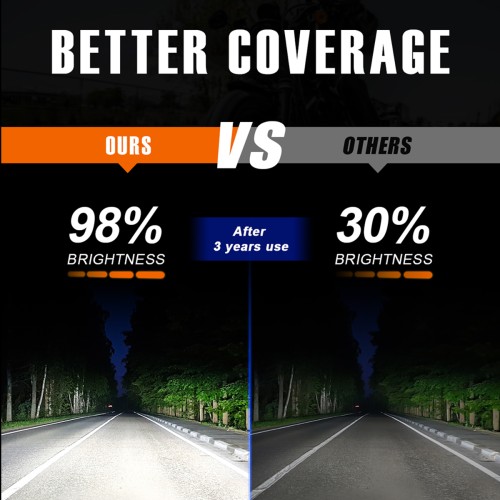 BETTER COVERAGE
OURS
VS
OTHERS
98%
BRIGHTNESS
After
3 years use
30%
BRIGHTNESS